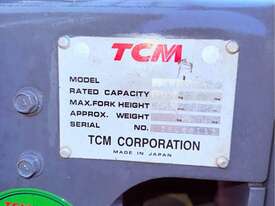 TCM
MODEL
RATED CAPACITY
MAX.FORK HEIGHT
APPROX. WEIGHT
SERIAL NO.
TCM CORPORATION
MADE IN JAPAN